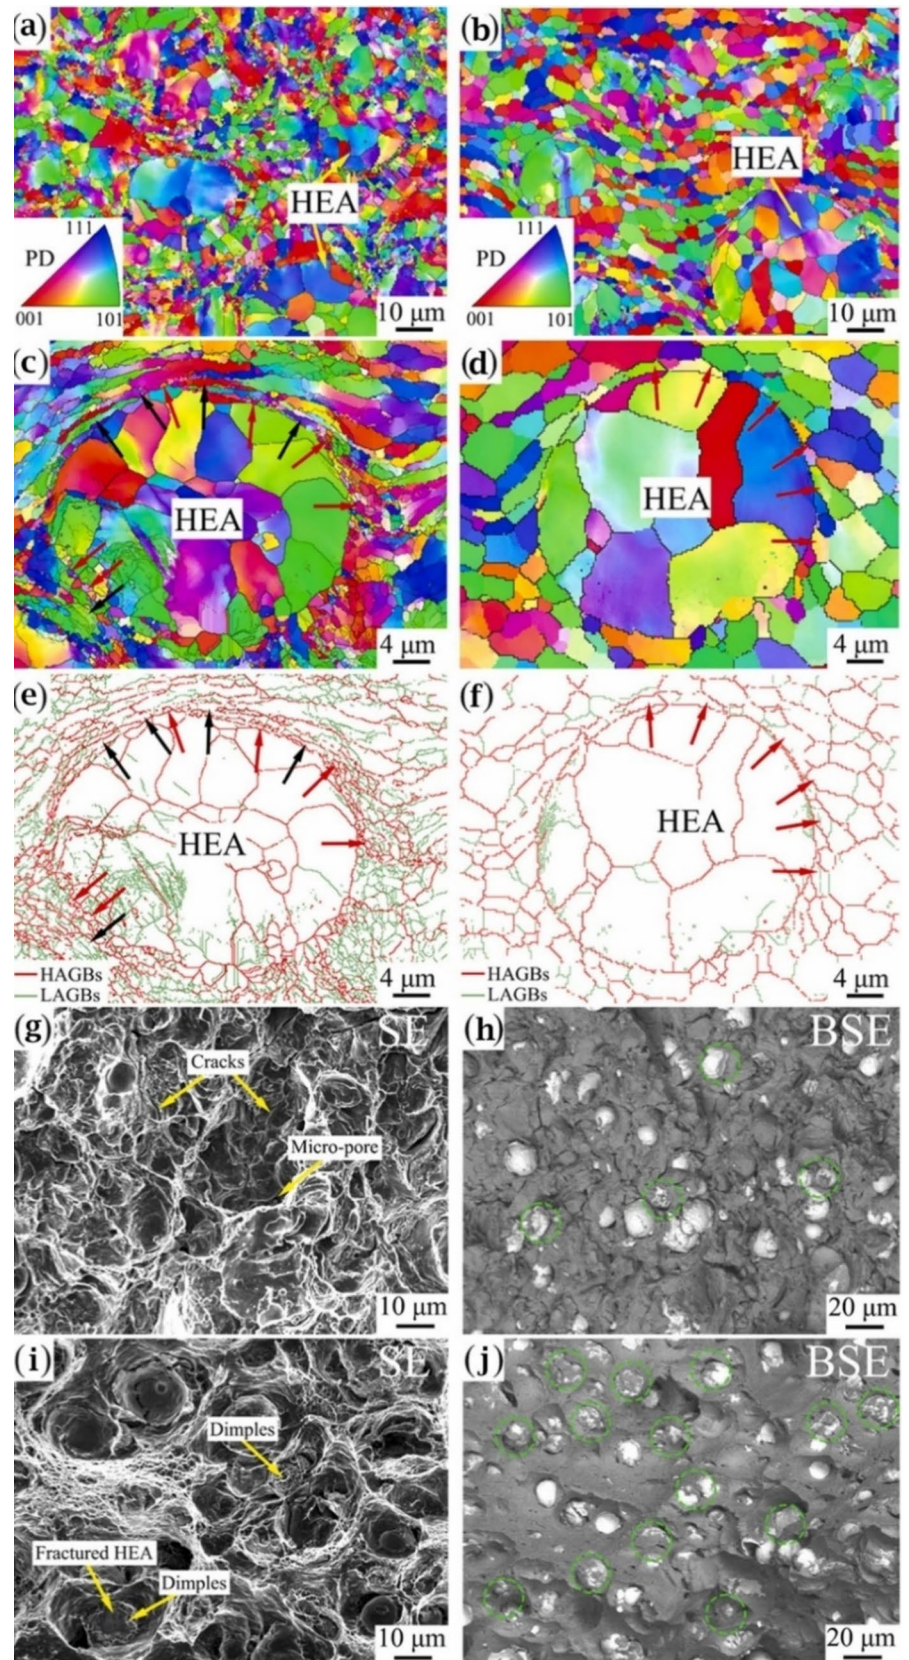 (a)
HEA
111
PD
001 101
10 μm
(b)
HEA
111
PD
001 101
10 μm
(c)
HEA
4 μm
(d)
HEA
4 μm
(e)
HEA
HAGBs
LAGBs
4 μm
(f)
HEA
HAGBs
LAGBs
4 μm
(g)
SE
Cracks
Micro-pore
10 μm
(h)
BSE
20 μm
(i)
SE
Dimples
Fractured HEA
Dimples
10 μm
(j)
BSE
20 μm